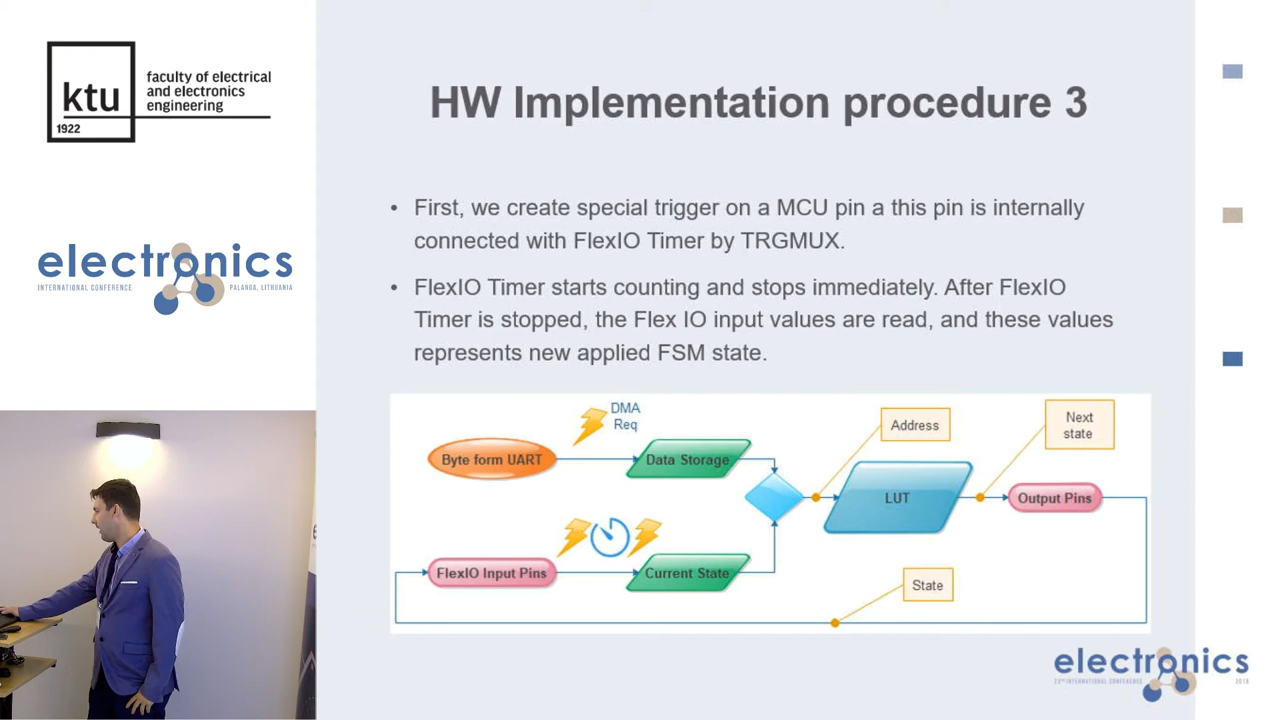 ktu
1922
faculty of electrical
and electronics
engineering
electronics
INTERNATIONAL CONFERENCE
PALANGA, LITHUANIA
HW Implementation procedure 3
• First, we create special trigger on a MCU pin a this pin is internally
connected with FlexIO Timer by TRGMUX.
• FlexIO Timer starts counting and stops immediately. After FlexIO
Timer is stopped, the Flex IO input values are read, and these values
represents new applied FSM state.
Byte form UART
DMA
Req
Data Storage
Address
LUT
Next
state
Output Pins
FlexIO Input Pins
Current State
State
electronics
INTERNATIONAL CONFERENCE
2018